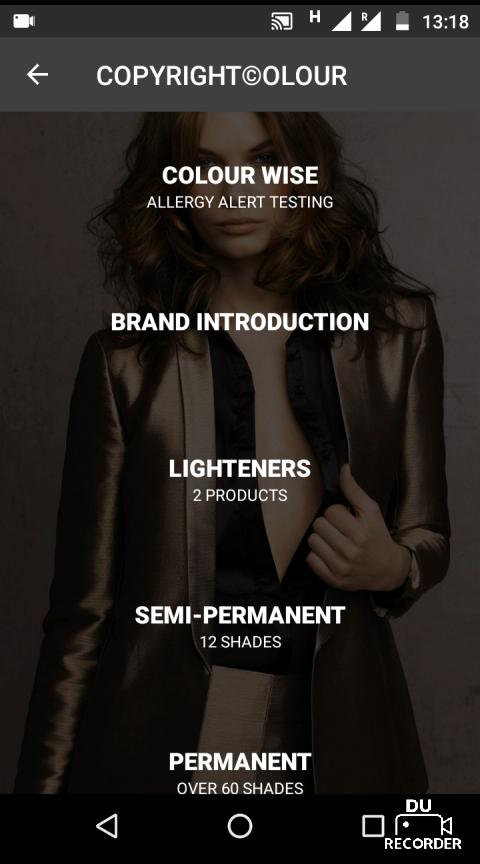 H R 13:18
COPYRIGHT©OLOUR
COLOUR WISE
ALLERGY ALERT TESTING
BRAND INTRODUCTION
LIGHTENERS
2 PRODUCTS
SEMI-PERMANENT
12 SHADES
PERMANENT
OVER 60 SHADES
DU
RECORDER